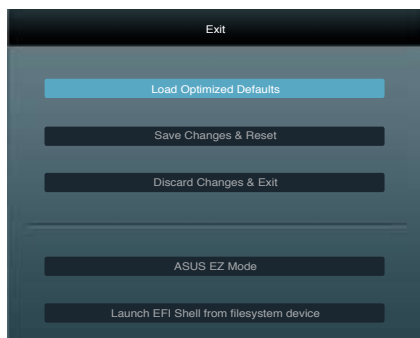 Exit
Load Optimized Defaults
Save Changes & Reset
Discard Changes & Exit
ASUS EZ Mode
Launch EFI Shell from filesystem device